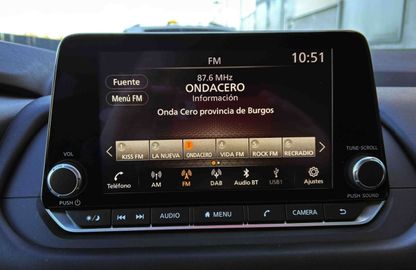 FM
10:51
Fuente
87.6 MHz
ONDACERO
Información
Menú FM
Onda Cero provincia de Burgos
1 2 3 4 5 6
KISS FM LA NUEVA ONDACERO VIDA FM ROCK FM RECRADIO
Teléfono AM FM DAB Bluetooth BT USB1 Ajustes
VOL
PUSH
TUNE·SCROLL
PUSH SOUND
AUDIO
MENU
CAMERA